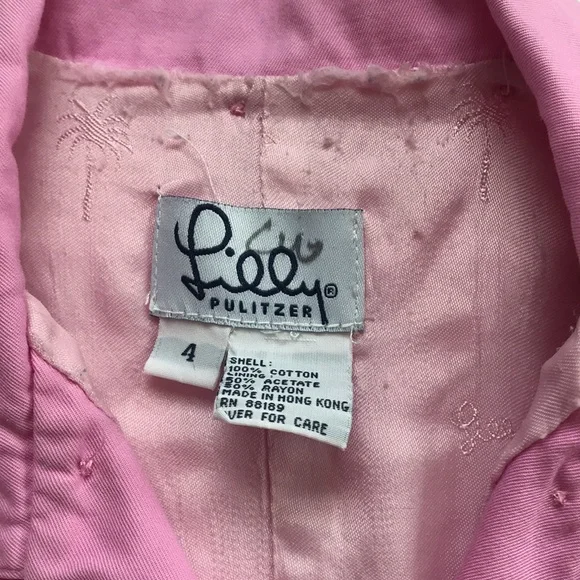 Lilly®
PULITZER
4
SHELL:
100% COTTON
LINING:
50% ACETATE
50% RAYON
MADE IN HONG KONG
RN 88189
VER FOR CARE